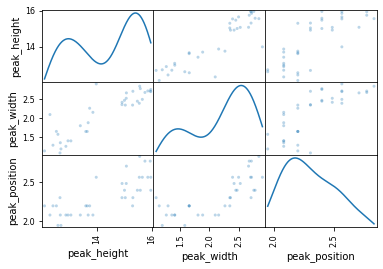 16
14
peak_height
2.5
2.0
1.5
peak_width
2.5
2.0
peak_position
14
16
1.5
2.0
2.5
2.0
2.5
peak_height
peak_width
peak_position